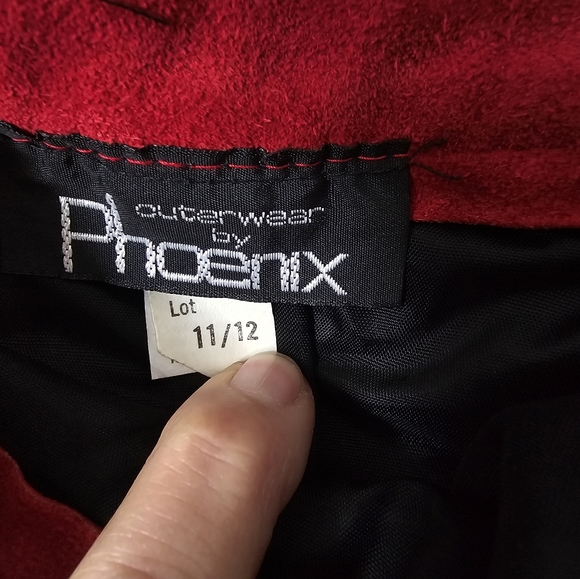 outerwear
by
Phoenix
Lot
11/12